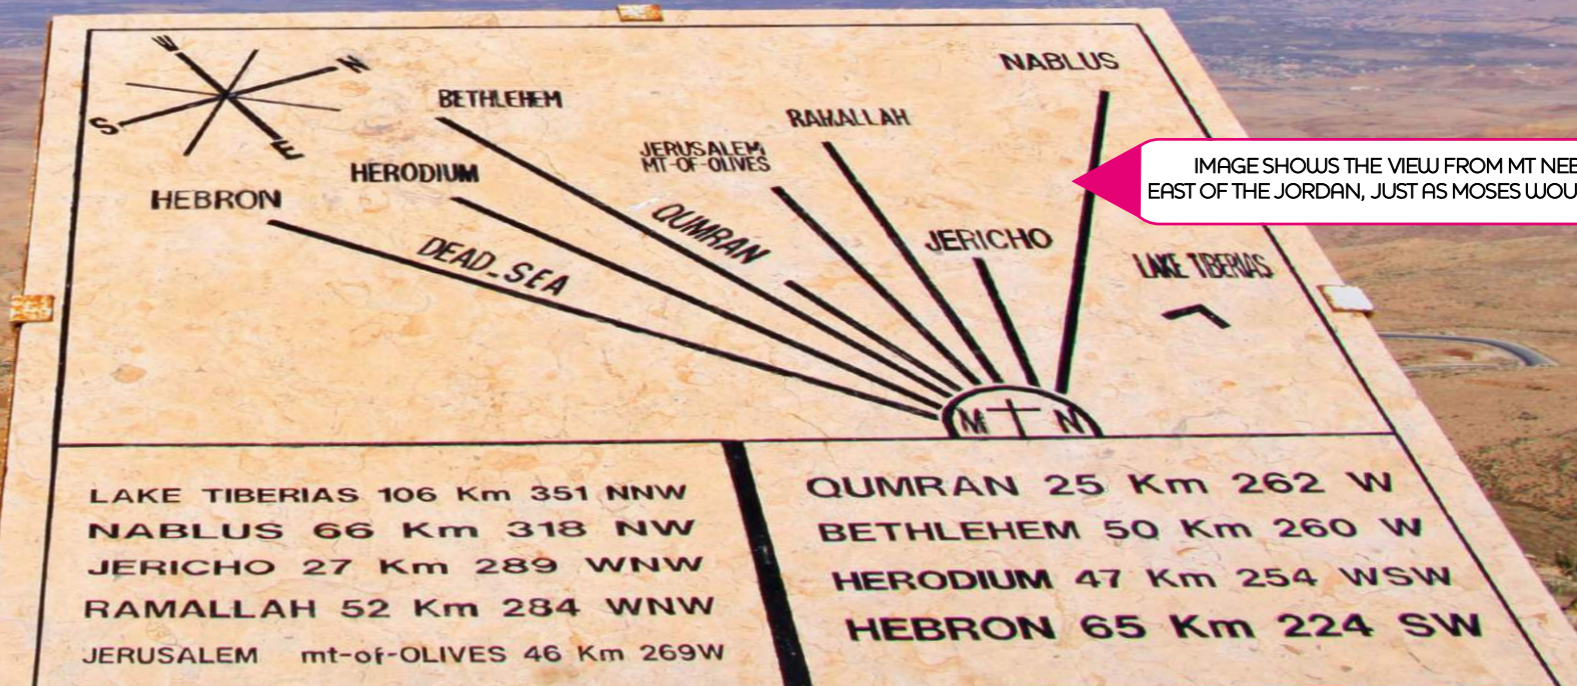 W
N
S
E
NABLUS
BETHLEHEM
RAMALLAH
JERUSALEM
MT-OF-OLIVES
HERODIUM
HEBRON
QUMRAN
JERICHO
DEAD-SEA
LAKE TIBERIAS
M N
IMAGE SHOWS THE VIEW FROM MT NEB
EAST OF THE JORDAN, JUST AS MOSES WOU
LAKE TIBERIAS 106 Km 351 NNW
NABLUS 66 Km 318 NW
JERICHO 27 Km 289 WNW
RAMALLAH 52 Km 284 WNW
JERUSALEM mt-of-OLIVES 46 Km 269W
QUMRAN 25 Km 262 W
BETHLEHEM 50 Km 260 W
HERODIUM 47 Km 254 WSW
HEBRON 65 Km 224 SW